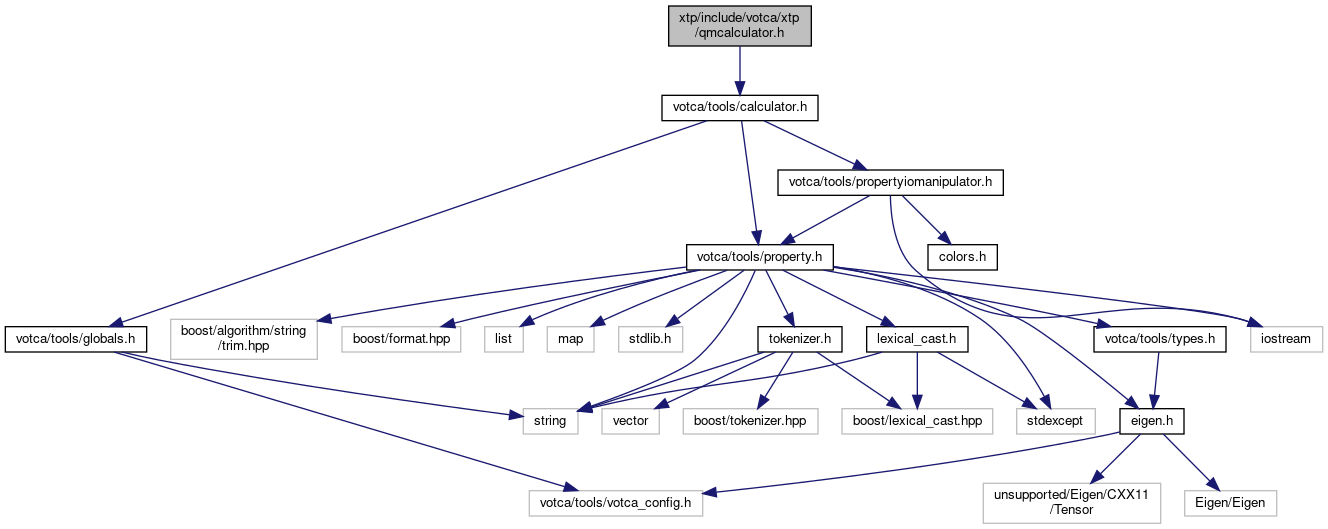 xtp/include/votca/xtp
/qmcalculator.h
votca/tools/calculator.h
votca/tools/propertyiomanipulator.h
votca/tools/property.h
colors.h
votca/tools/globals.h
boost/algorithm/string
/trim.hpp
boost/format.hpp
list
map
stdlib.h
tokenizer.h
lexical_cast.h
votca/tools/types.h
iostream
string
vector
boost/tokenizer.hpp
boost/lexical_cast.hpp
stdexcept
eigen.h
votca/tools/votca_config.h
unsupported/Eigen/CXX11
/Tensor
Eigen/Eigen